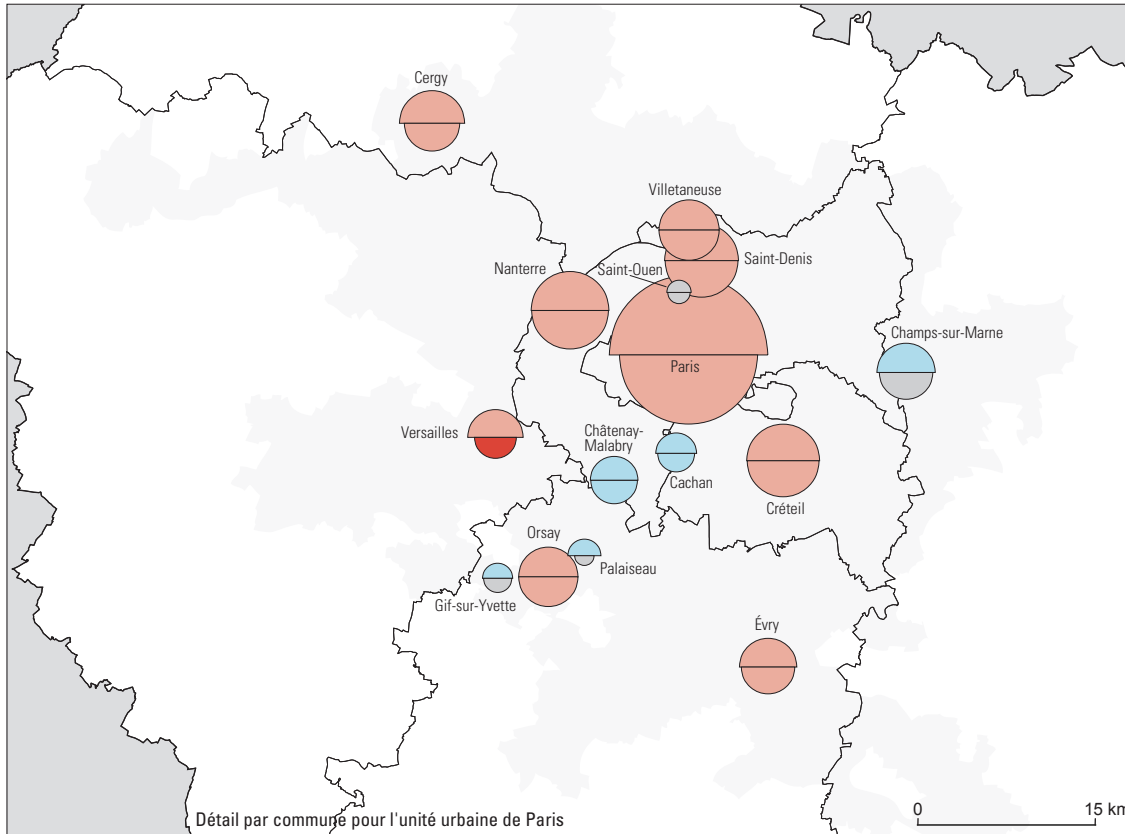 Cergy
Villetaneuse
Nanterre
Saint-Ouen
Saint-Denis
Champs-sur-Marne
Paris
Versailles
Châtenay-
Malabry
Cachan
Créteil
Orsay
Palaiseau
Gif-sur-Yvette
Évry
Détail par commune pour l'unité urbaine de Paris
0
15 km